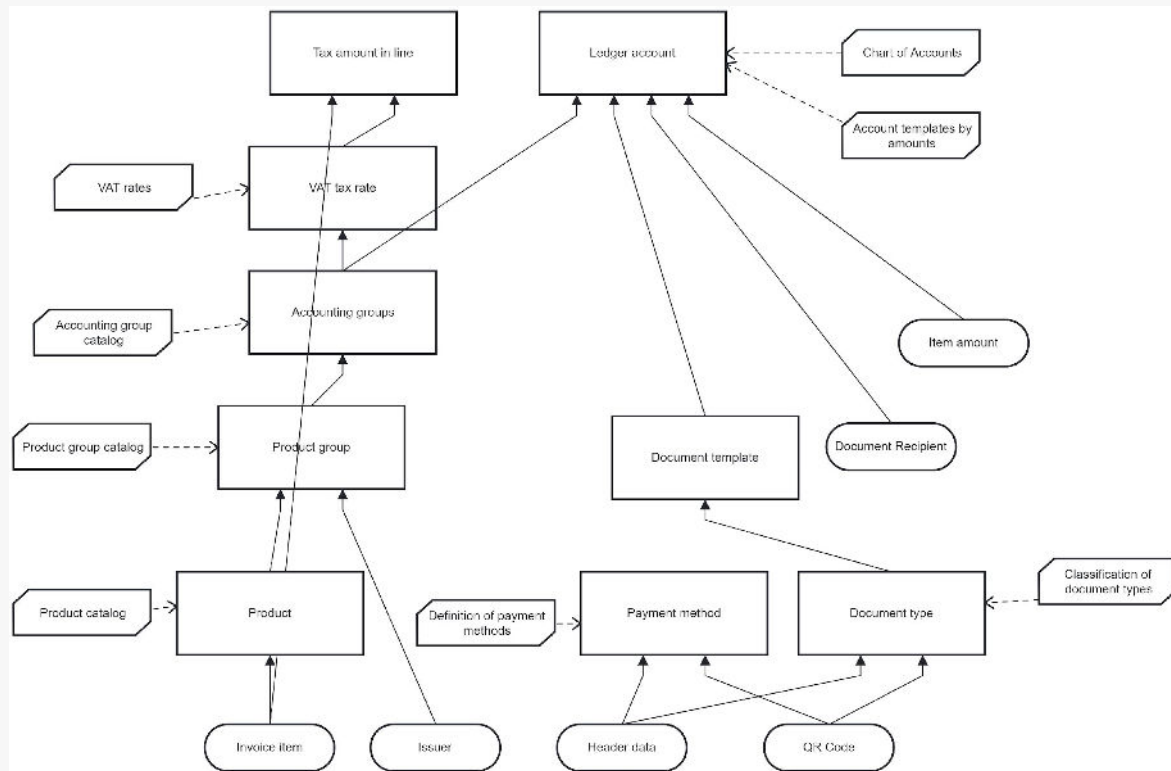 Tax amount in line
Ledger account
Chart of Accounts
Account templates by
amounts
VAT rates
VAT tax rate
Accounting group
catalog
Accounting groups
Item amount
Product group catalog
Product group
Document template
Document Recipient
Product catalog
Product
Definition of payment
methods
Payment method
Document type
Classification of
document types
Invoice item
Issuer
Header data
QR Code